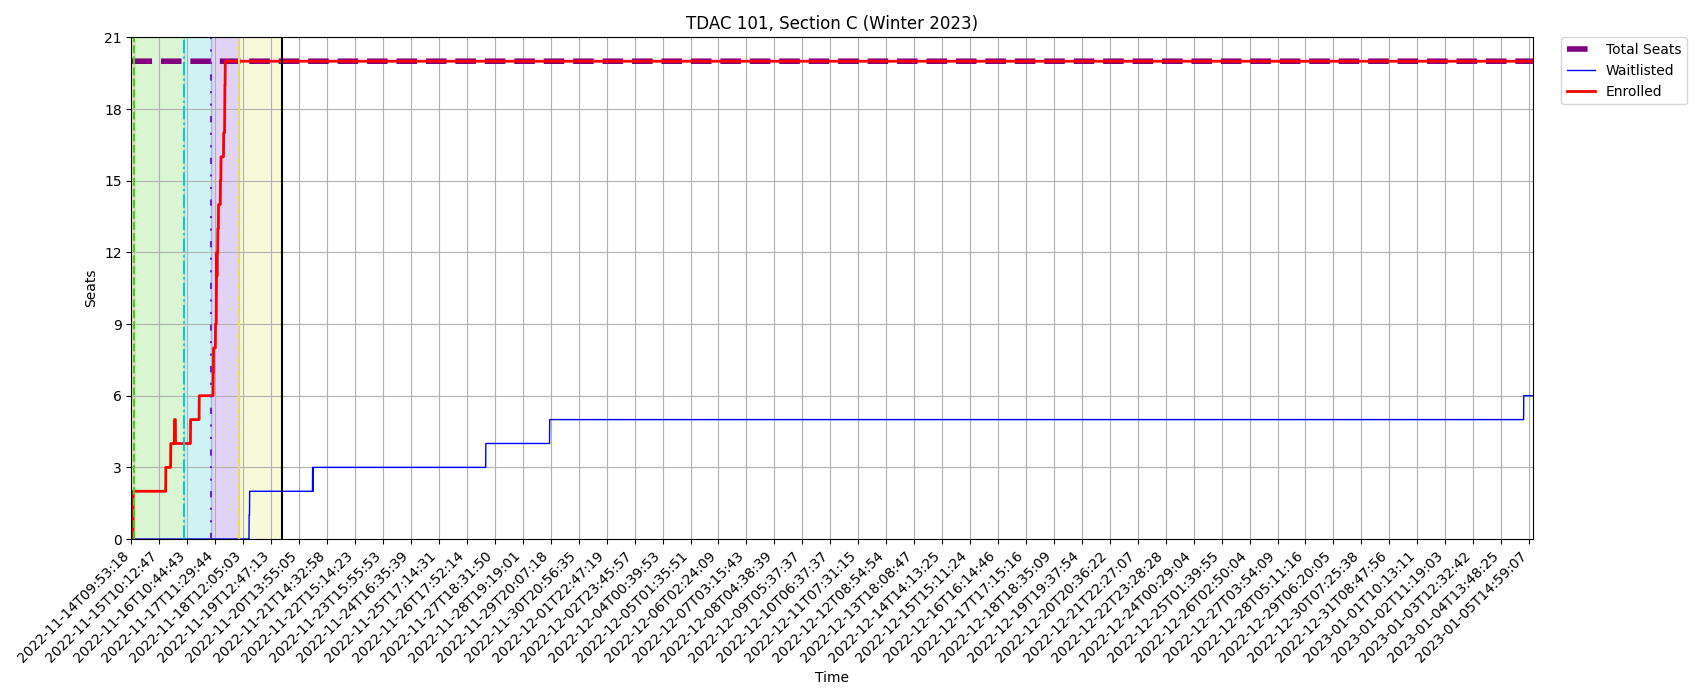 TDAC 101, Section C (Winter 2023)
Total Seats
Waitlisted
Enrolled
21
18
15
12
9
6
3
0
Seats
2022-11-14T09:53:18
2022-11-15T10:12:47
2022-11-16T10:44:43
2022-11-17T11:29:44
2022-11-18T12:05:03
2022-11-19T12:47:13
2022-11-20T13:55:05
2022-11-21T14:32:58
2022-11-22T15:14:23
2022-11-23T15:55:53
2022-11-24T16:35:39
2022-11-25T17:14:31
2022-11-26T17:52:14
2022-11-27T18:31:50
2022-11-28T19:19:01
2022-11-29T20:07:18
2022-11-30T20:56:35
2022-12-01T22:47:19
2022-12-02T23:45:57
2022-12-04T00:39:53
2022-12-05T01:35:51
2022-12-06T02:24:09
2022-12-07T03:15:43
2022-12-08T04:38:39
2022-12-09T05:37:37
2022-12-10T06:37:37
2022-12-11T07:31:15
2022-12-12T08:54:54
2022-12-13T18:08:47
2022-12-14T14:13:25
2022-12-15T15:11:24
2022-12-16T16:14:46
2022-12-17T17:15:16
2022-12-18T18:35:09
2022-12-19T19:37:54
2022-12-20T20:36:22
2022-12-21T22:27:07
2022-12-22T23:28:28
2022-12-24T00:29:04
2022-12-25T01:39:55
2022-12-26T02:50:04
2022-12-27T03:54:09
2022-12-28T05:11:16
2022-12-29T06:20:05
2022-12-30T07:25:38
2022-12-31T08:47:56
2023-01-01T10:13:11
2023-01-02T11:19:03
2023-01-03T12:32:42
2023-01-04T13:48:25
2023-01-05T14:59:07
Time